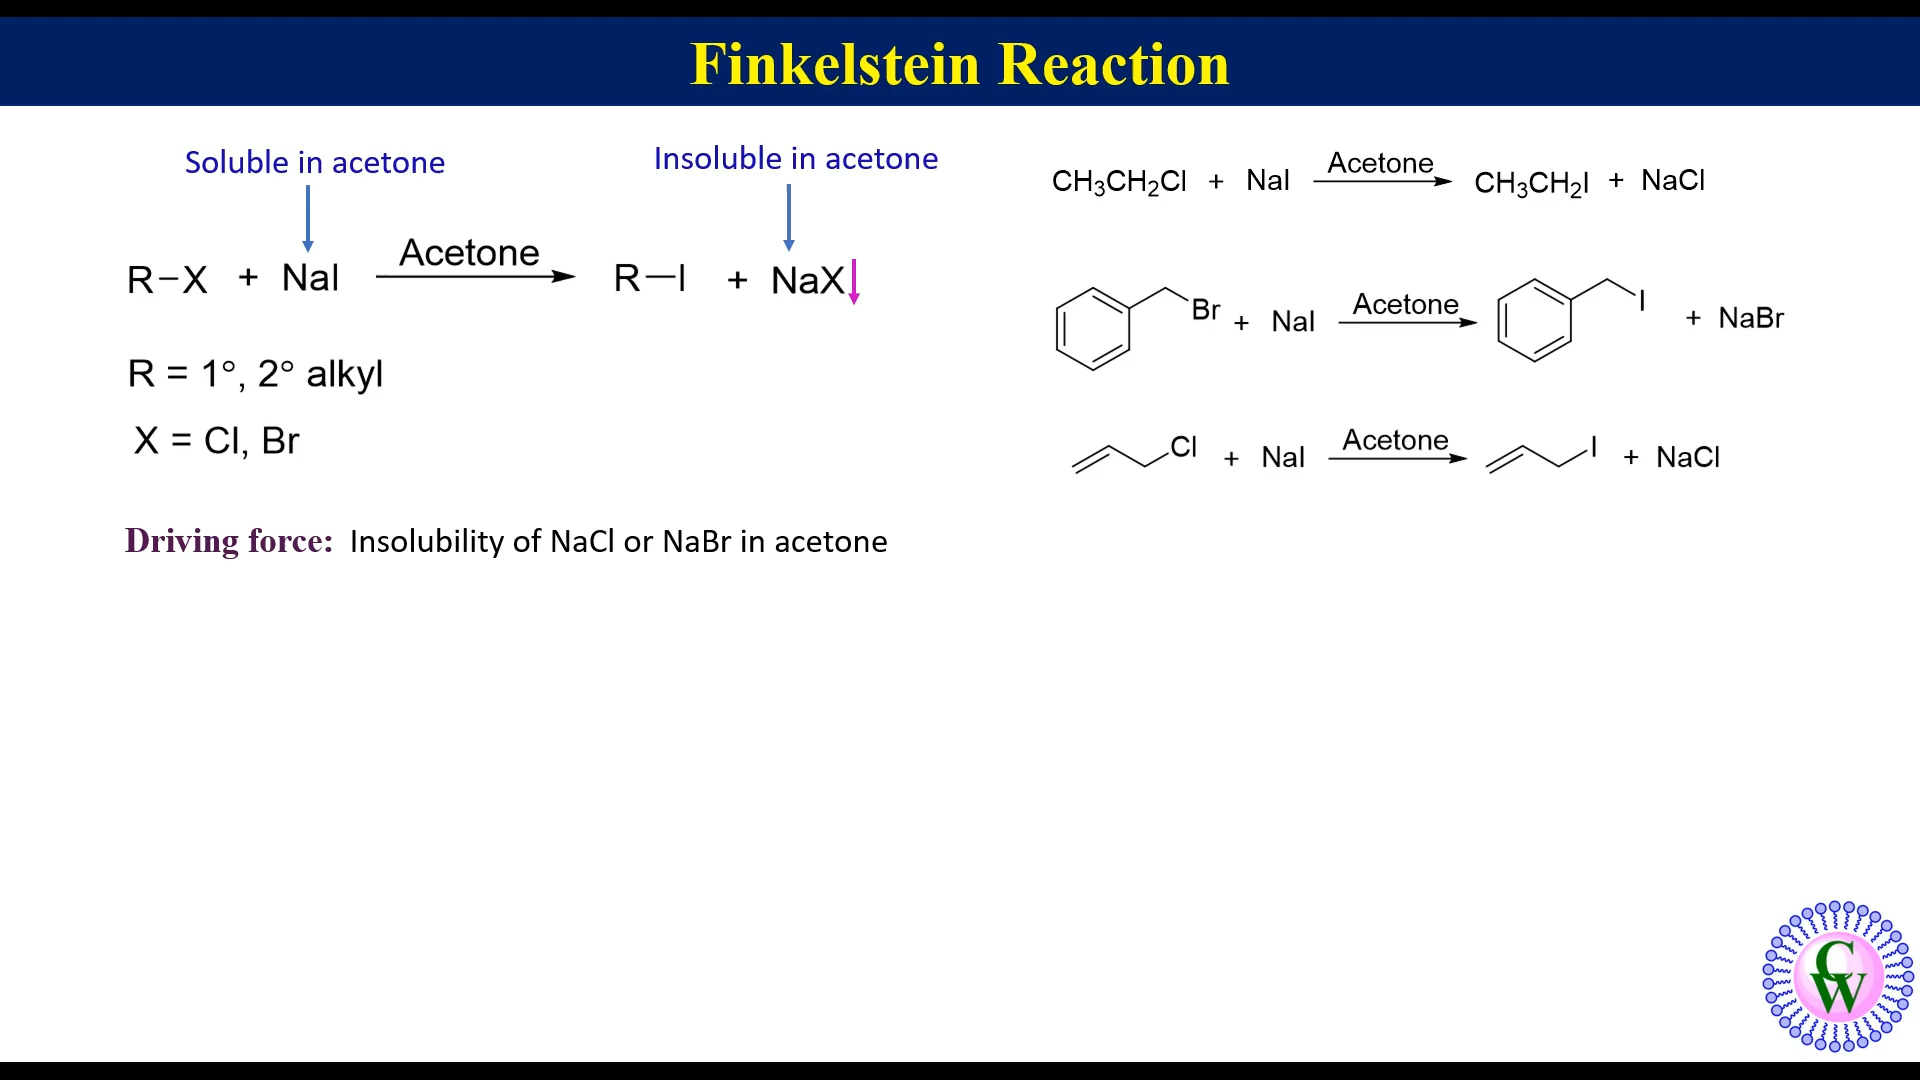 Finkelstein Reaction
Soluble in acetone
Insoluble in acetone
R–X + NaI Acetone R—I + NaX
R = 1°, 2° alkyl
X = Cl, Br
Driving force: Insolubility of NaCl or NaBr in acetone
CH₃CH₂Cl + NaI Acetone CH₃CH₂I + NaCl
Br + NaI Acetone I + NaBr
Cl + NaI Acetone I + NaCl
CW